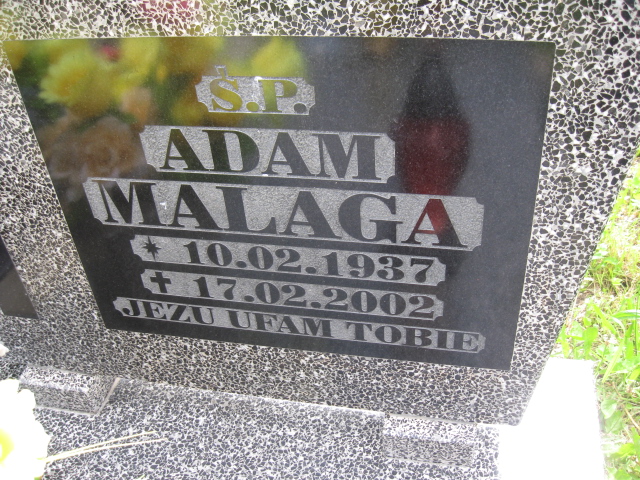 Ś.P.
ADAM
MALAGA
* 10.02.1937
✝ 17.02.2002
JEZU UFAM TOBIE